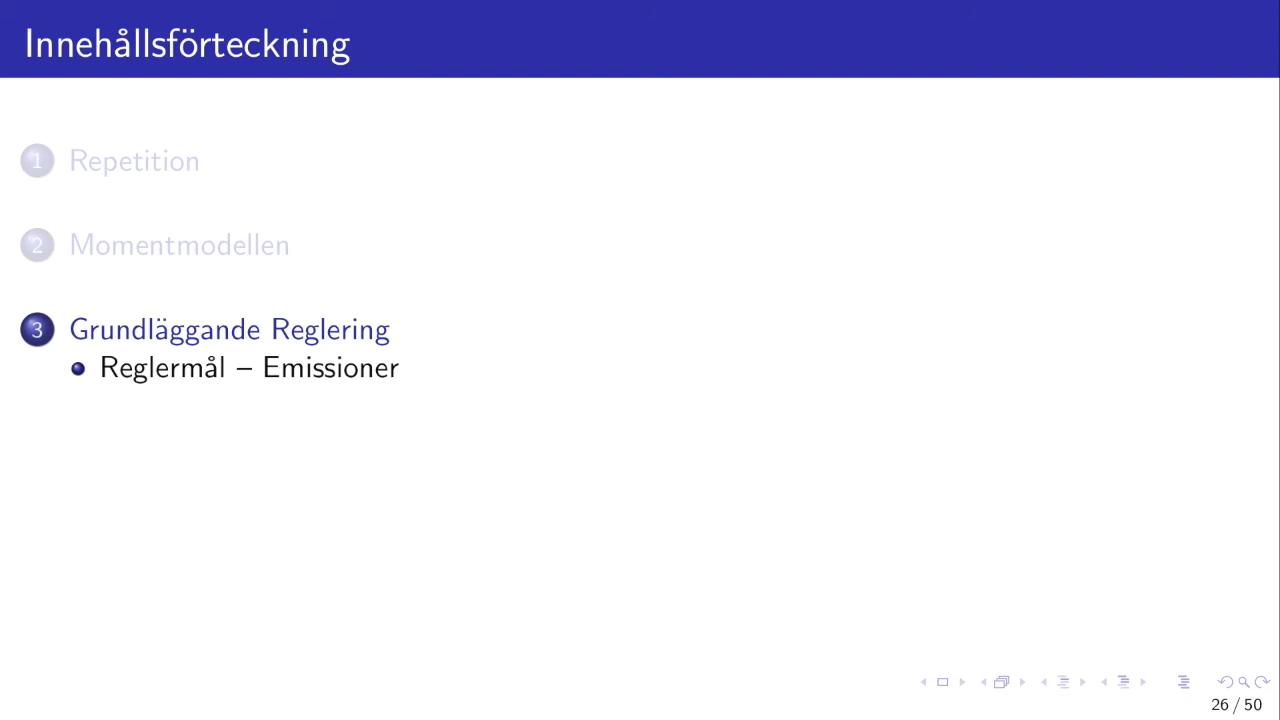 Innehållsförteckning
1 Repetition
2 Momentmodellen
3 Grundläggande Reglering
Reglermål – Emissioner
26 / 50